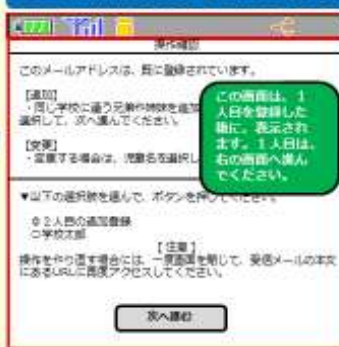 操作確認
このメールアドレスは、既に登録されています。
【追加】
・同じ学校に通う兄弟や姉妹を追加
選択して、次へ進んでください。
【変更】
・変更する場合は、児童名を選択し
この画面は、1
人目を登録した
後に、表示され
ます。1人目は、
右の画面へ進ん
でください。
▼以下の選択肢を選んで、ボタンを押してください。
2人目の追加登録
学校太郎
【注意】
操作をやり直す場合には、一度画面を閉じて、受信メールの本文
にあるURLに再度アクセスしてください。
次へ進む